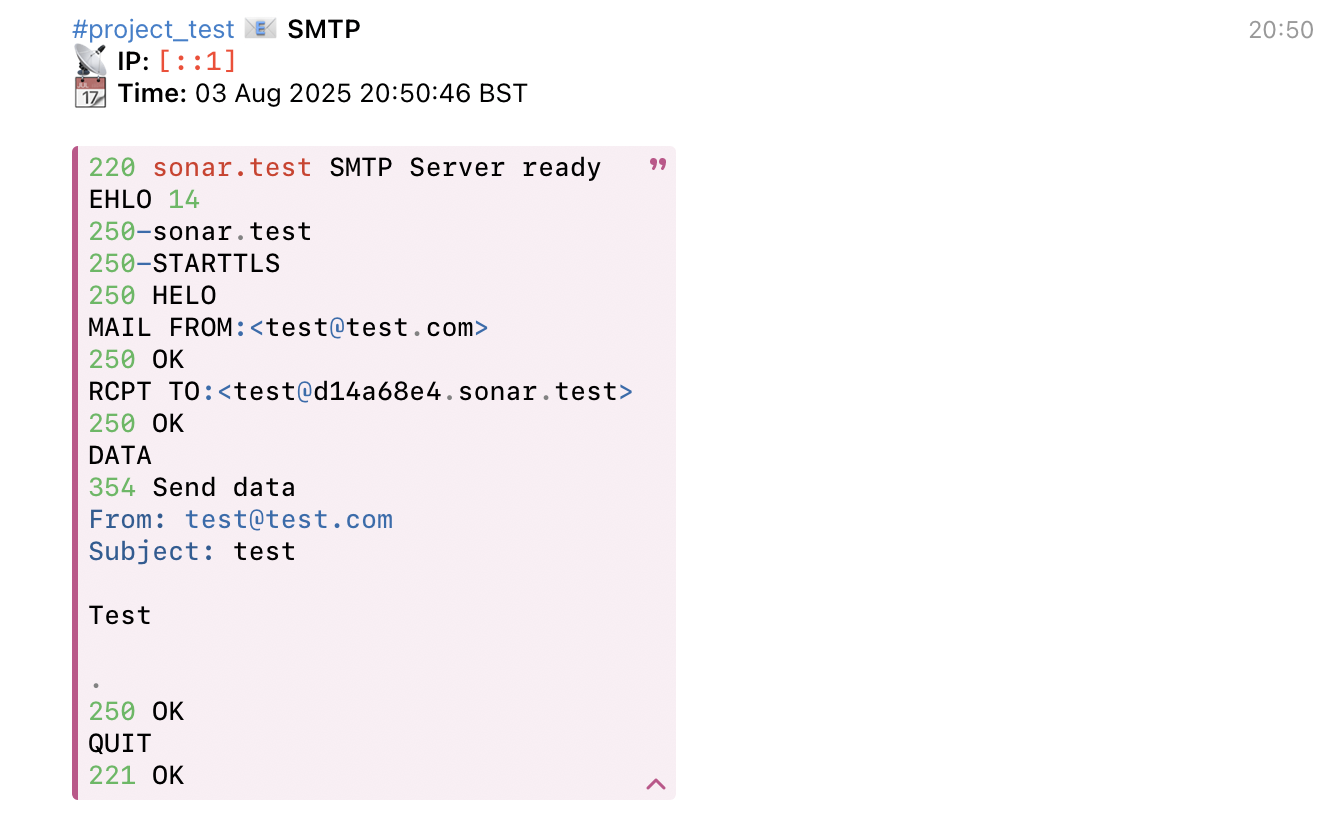 #project_test 📧 SMTP 20:50
📡 IP: [::1]
📆 Time: 03 Aug 2025 20:50:46 BST
220 sonar.test SMTP Server ready
EHLO 14
250-sonar.test
250-STARTTLS
250 HELO
MAIL FROM:<test@test.com>
250 OK
RCPT TO:<test@d14a68e4.sonar.test>
250 OK
DATA
354 Send data
From: test@test.com
Subject: test
Test
.
250 OK
QUIT
221 OK